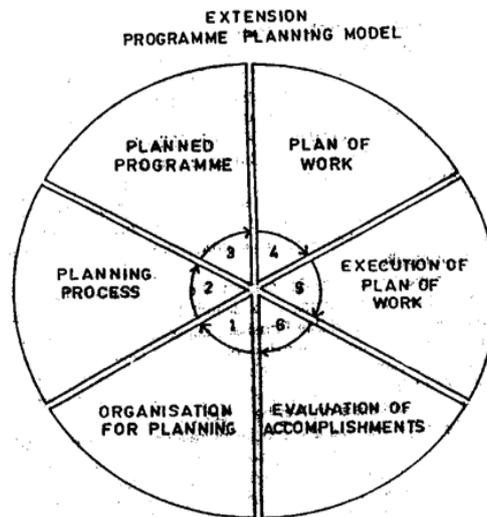 EXTENSION
PROGRAMME PLANNING MODEL
PLANNED
PROGRAMME
PLAN OF
WORK
3
4
PLANNING
PROCESS
2
5
EXECUTION OF
PLAN OF
WORK
1
6
ORGANISATION
FOR PLANNING
EVALUATION OF
ACCOMPLISHMENTS